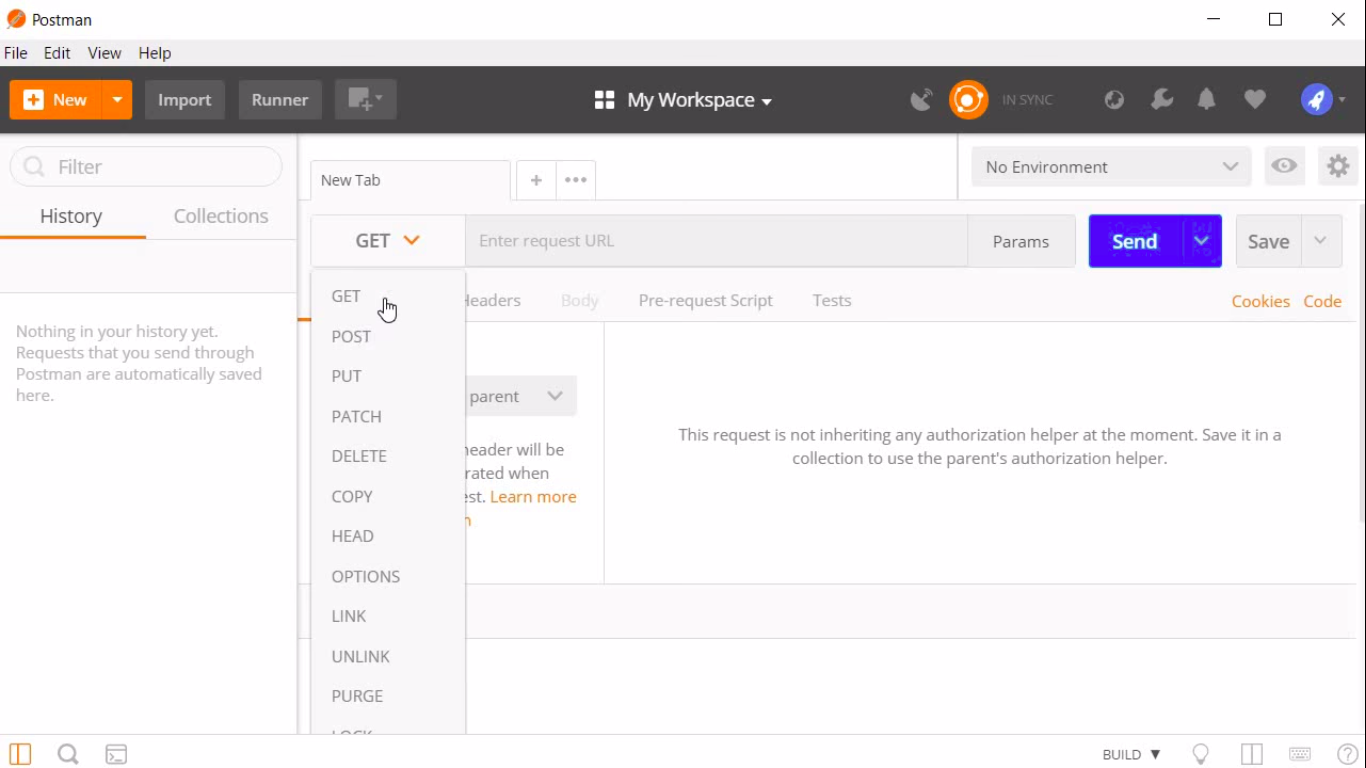 Postman
File Edit View Help
New Import Runner My Workspace IN SYNC
Filter
History Collections
Nothing in your history yet.
Requests that you send through
Postman are automatically saved
here.
New Tab + •••
No Environment
GET Enter request URL Params Send Save
Pre-request Script Tests Body
Cookies Code
GET
POST
PUT
PATCH
DELETE
COPY
HEAD
OPTIONS
LINK
UNLINK
PURGE
LOCK
parent
header will be
rated when
est. Learn more
This request is not inheriting any authorization helper at the moment. Save it in a
collection to use the parent's authorization helper.
BUILD